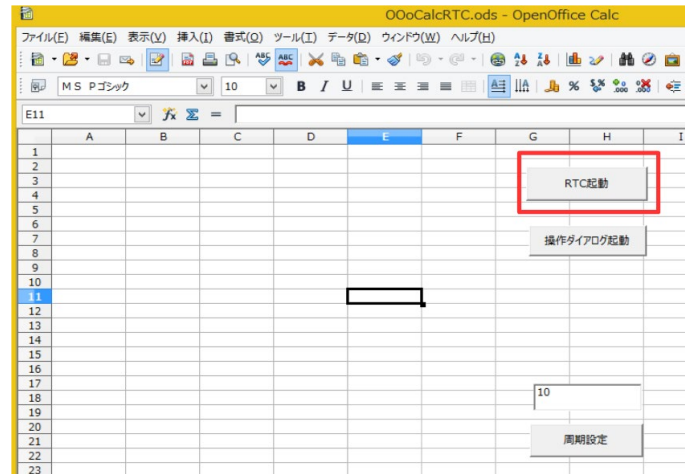 OOoCalcRTC.ods - OpenOffice Calc
ファイル(F) 編集(E) 表示(V) 挿入(I) 書式(O) ツール(T) データ(D) ウィンドウ(W) ヘルプ(H)
ＭＳ Ｐゴシック 10 B I U
E11 =
A B C D E F G H I
1
2
3 RTC起動
4
5
6
7 操作ダイアログ起動
8
9
10
11
12
13
14
15
16
17
18 10
19
20
21 周期設定
22
23